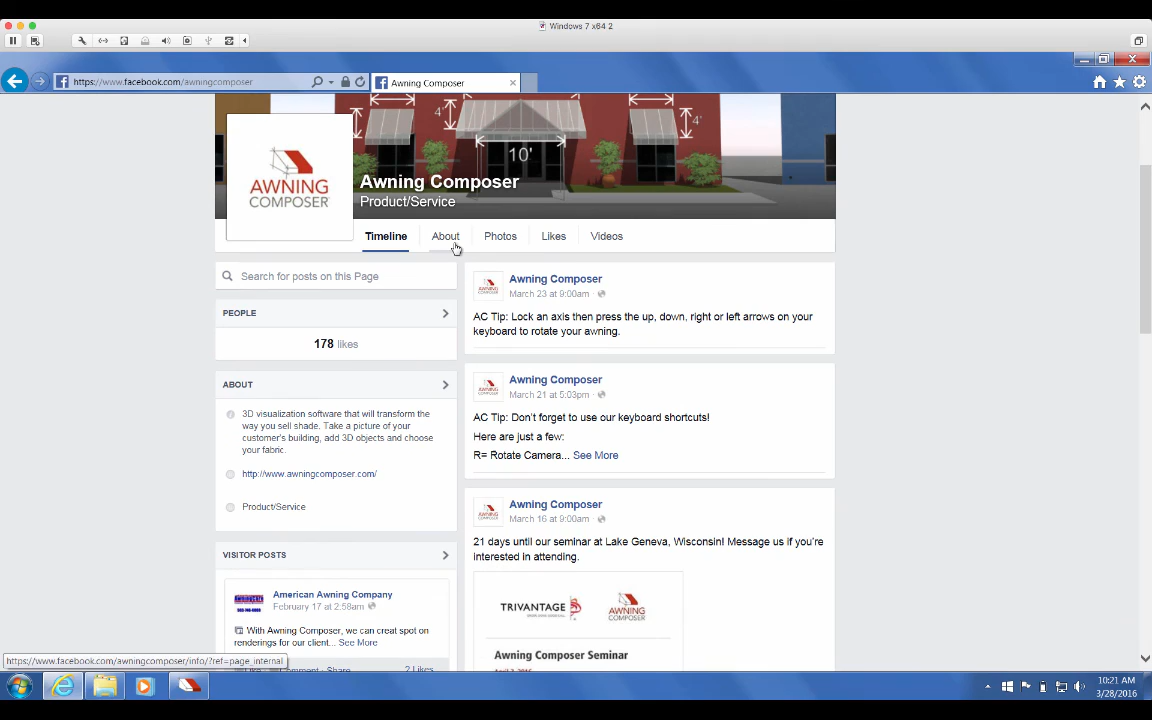 Windows 7 x64 2
https://www.facebook.com/awningcomposer
Awning Composer
4'
4'
10'
AWNING
COMPOSER
Awning Composer
Product/Service
Timeline
About
Photos
Likes
Videos
Search for posts on this Page
PEOPLE
178 likes
ABOUT
3D visualization software that will transform the
way you sell shade. Take a picture of your
customer's building, add 3D objects and choose
your fabric.
http://www.awningcomposer.com/
Product/Service
VISITOR POSTS
American Awning Company
February 17 at 2:58am
With Awning Composer, we can creat spot on
renderings for our client... See More
Comment · Share
2 Likes
Awning Composer
March 23 at 9:00am
AC Tip: Lock an axis then press the up, down, right or left arrows on your
keyboard to rotate your awning.
Awning Composer
March 21 at 5:03pm
AC Tip: Don't forget to use our keyboard shortcuts!
Here are just a few:
R= Rotate Camera... See More
Awning Composer
March 16 at 9:00am
21 days until our seminar at Lake Geneva, Wisconsin! Message us if you're
interested in attending.
TRIVANTAGE
AWNING
COMPOSER
Awning Composer Seminar
https://www.facebook.com/awningcomposer/info/?ref=page_internal
10:21 AM
3/28/2016